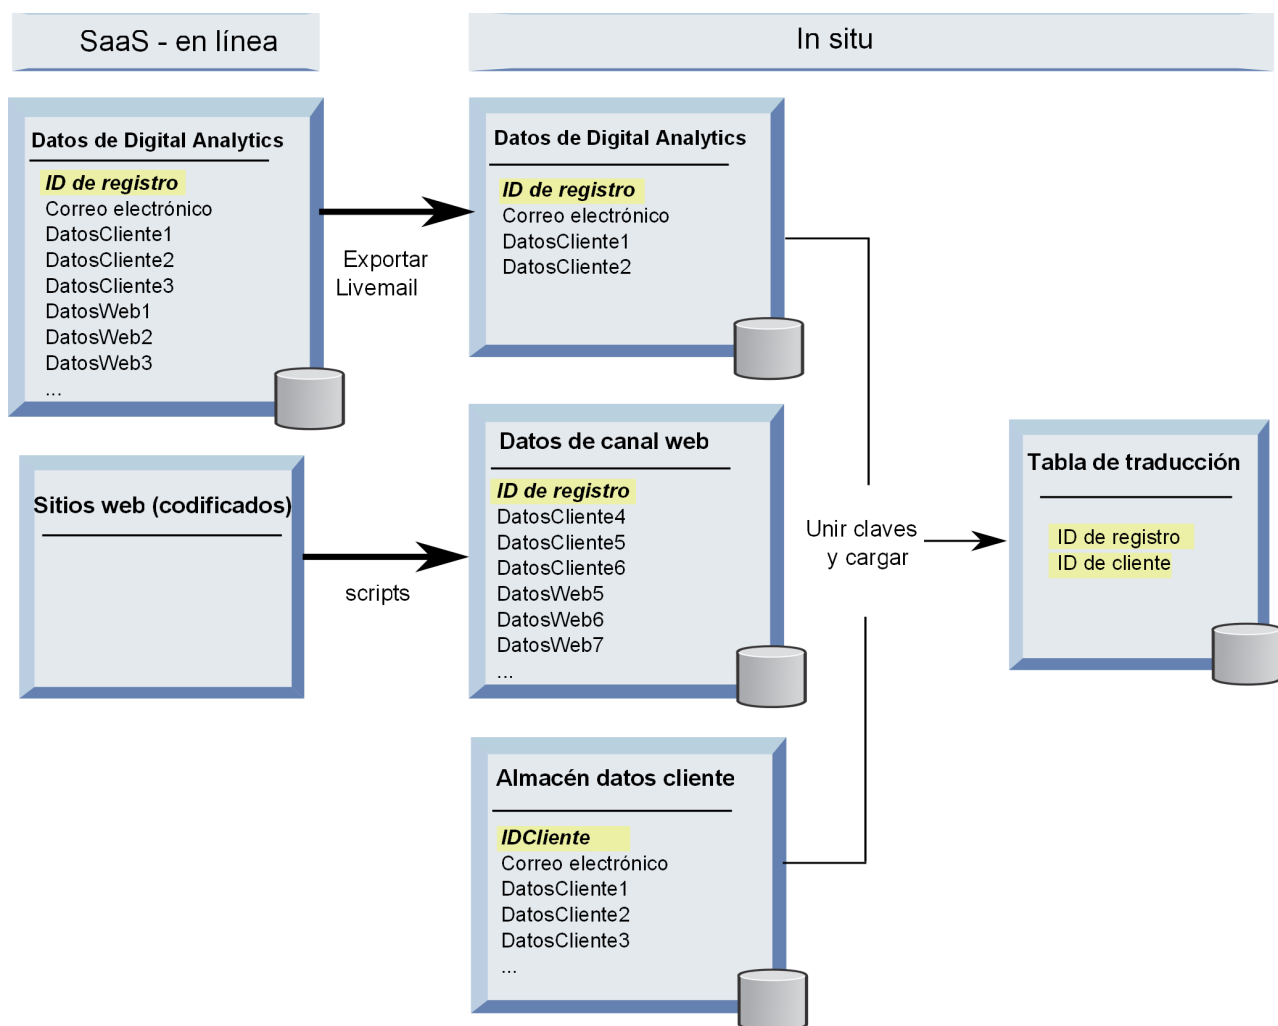 SaaS - en línea
In situ
Datos de Digital Analytics
ID de registro
Correo electrónico
DatosCliente1
DatosCliente2
DatosCliente3
DatosWeb1
DatosWeb2
DatosWeb3
...
Exportar
Livemail
Datos de Digital Analytics
ID de registro
Correo electrónico
DatosCliente1
DatosCliente2
Sitios web (codificados)
scripts
Datos de canal web
ID de registro
DatosCliente4
DatosCliente5
DatosCliente6
DatosWeb5
DatosWeb6
DatosWeb7
...
Almacén datos cliente
IDCliente
Correo electrónico
DatosCliente1
DatosCliente2
DatosCliente3
...
Unir claves
y cargar
Tabla de traducción
ID de registro
ID de cliente